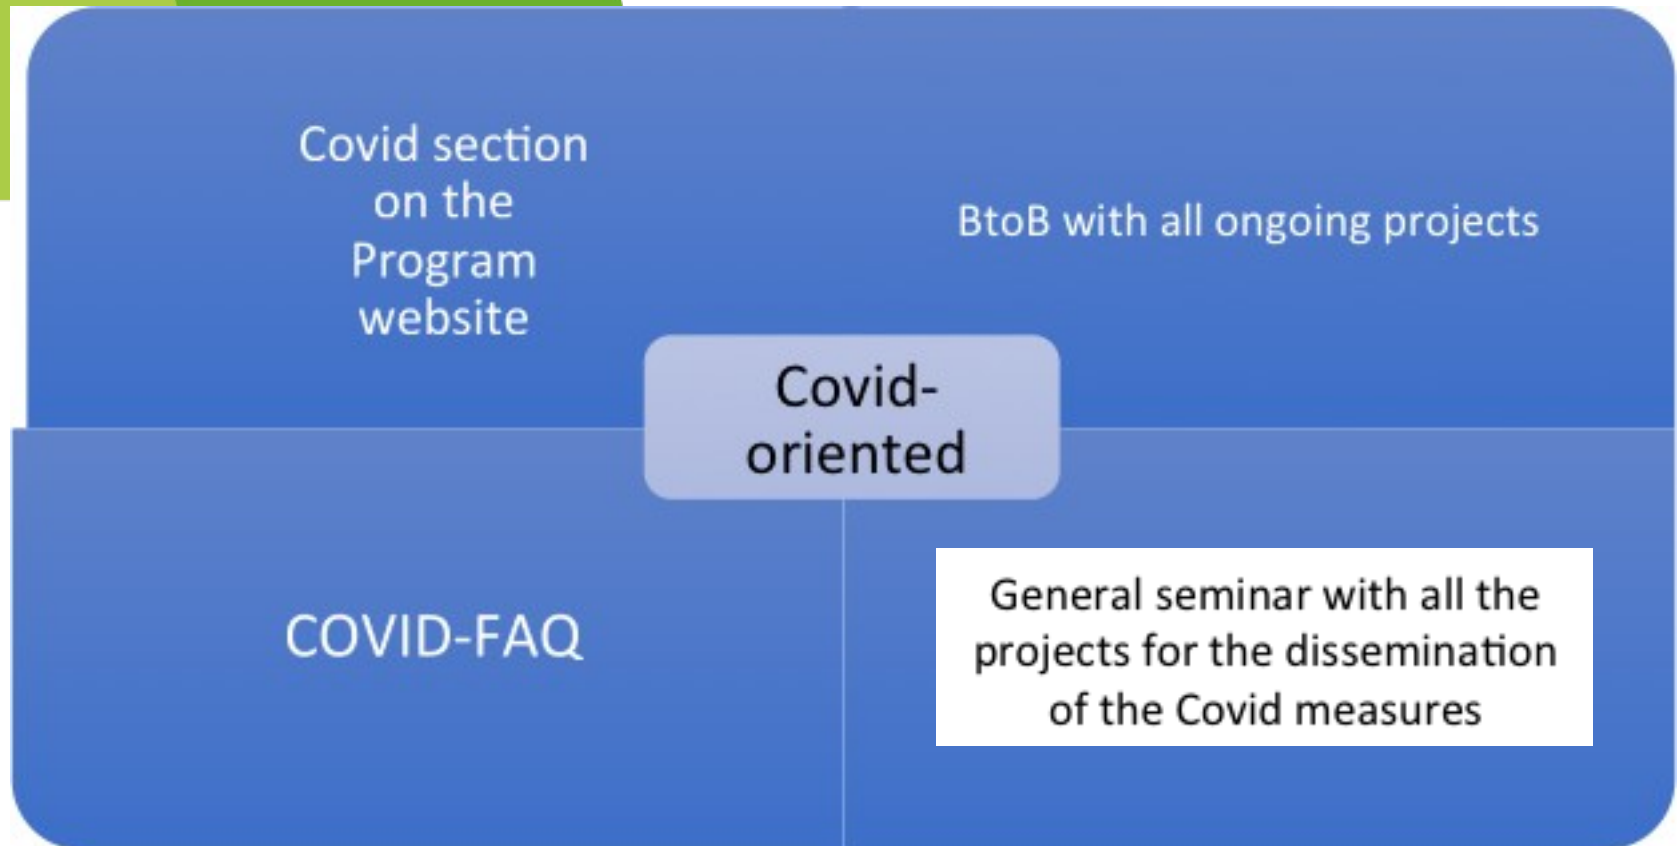 Covid section
on the
Program
website
BtoB with all ongoing projects
Covid-
oriented
COVID-FAQ
General seminar with all the
projects for the dissemination
of the Covid measures